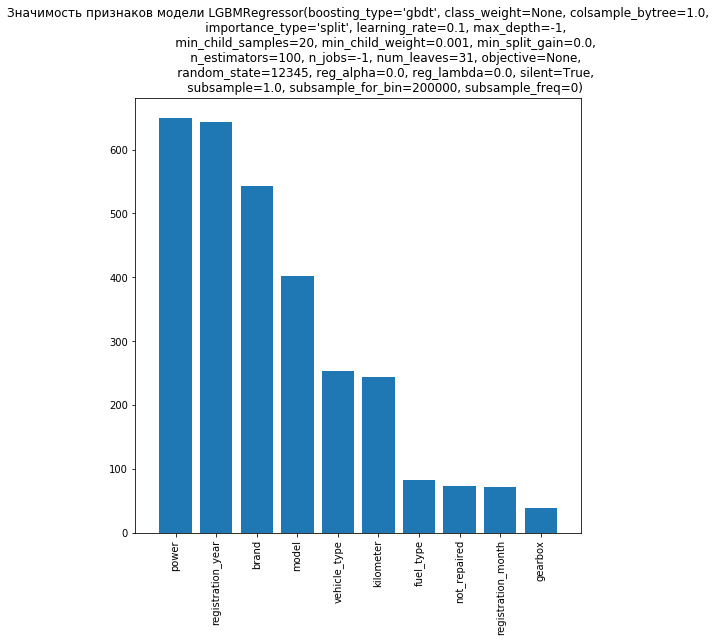 Значимость признаков модели LGBMRegressor(boosting_type='gbdt', class_weight=None, colsample_bytree=1.0,
importance_type='split', learning_rate=0.1, max_depth=-1,
min_child_samples=20, min_child_weight=0.001, min_split_gain=0.0,
n_estimators=100, n_jobs=-1, num_leaves=31, objective=None,
random_state=12345, reg_alpha=0.0, reg_lambda=0.0, silent=True,
subsample=1.0, subsample_for_bin=200000, subsample_freq=0)
600
500
400
300
200
100
0
power
registration_year
brand
model
vehicle_type
kilometer
fuel_type
not_repaired
registration_month
gearbox